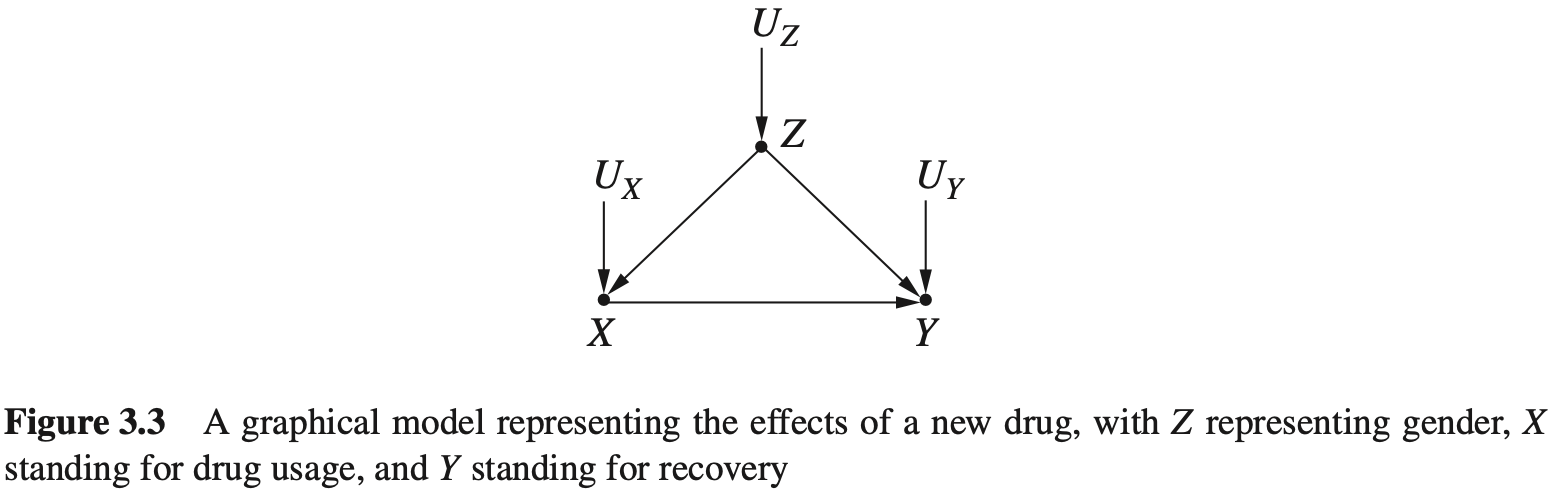 U_Z
Z
U_X
U_Y
X
Y
Figure 3.3 A graphical model representing the effects of a new drug, with Z representing gender, X
standing for drug usage, and Y standing for recovery